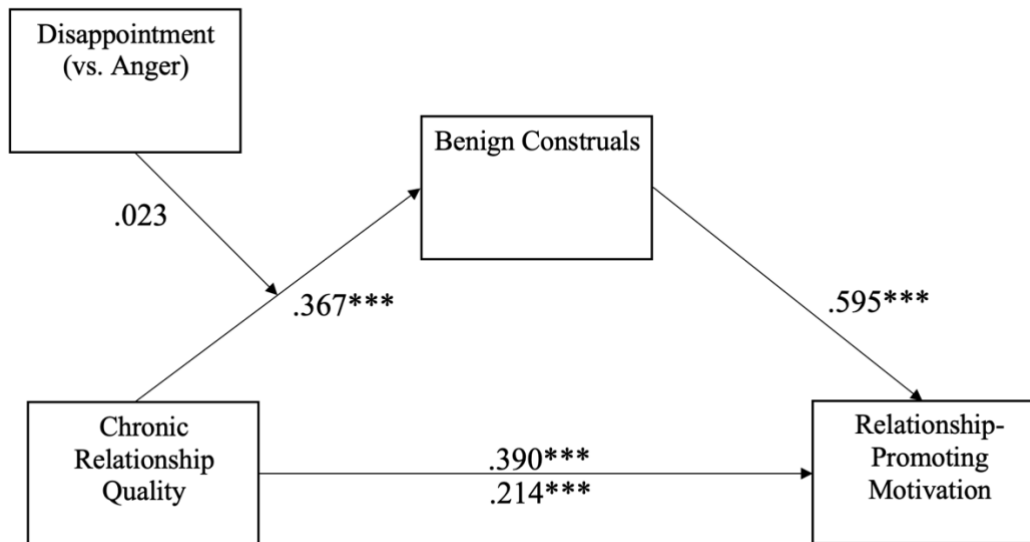 Disappointment
(vs. Anger)
Benign Construals
.023
.367***
.595***
Chronic
Relationship
Quality
.390***
.214***
Relationship-
Promoting
Motivation